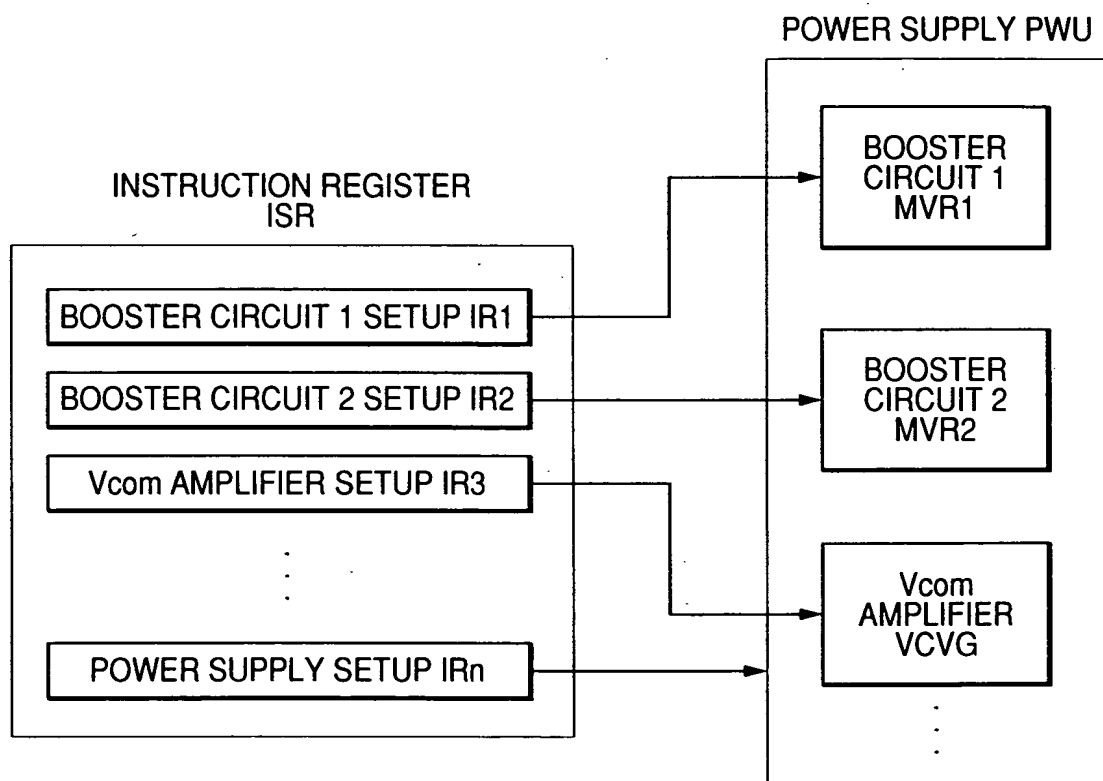 POWER SUPPLY PWU
BOOSTER
CIRCUIT 1
MVR1
INSTRUCTION REGISTER
ISR
BOOSTER CIRCUIT 1 SETUP IR1
BOOSTER CIRCUIT 2 SETUP IR2
BOOSTER
CIRCUIT 2
MVR2
Vcom AMPLIFIER SETUP IR3
Vcom
AMPLIFIER
VCVG
POWER SUPPLY SETUP IRn